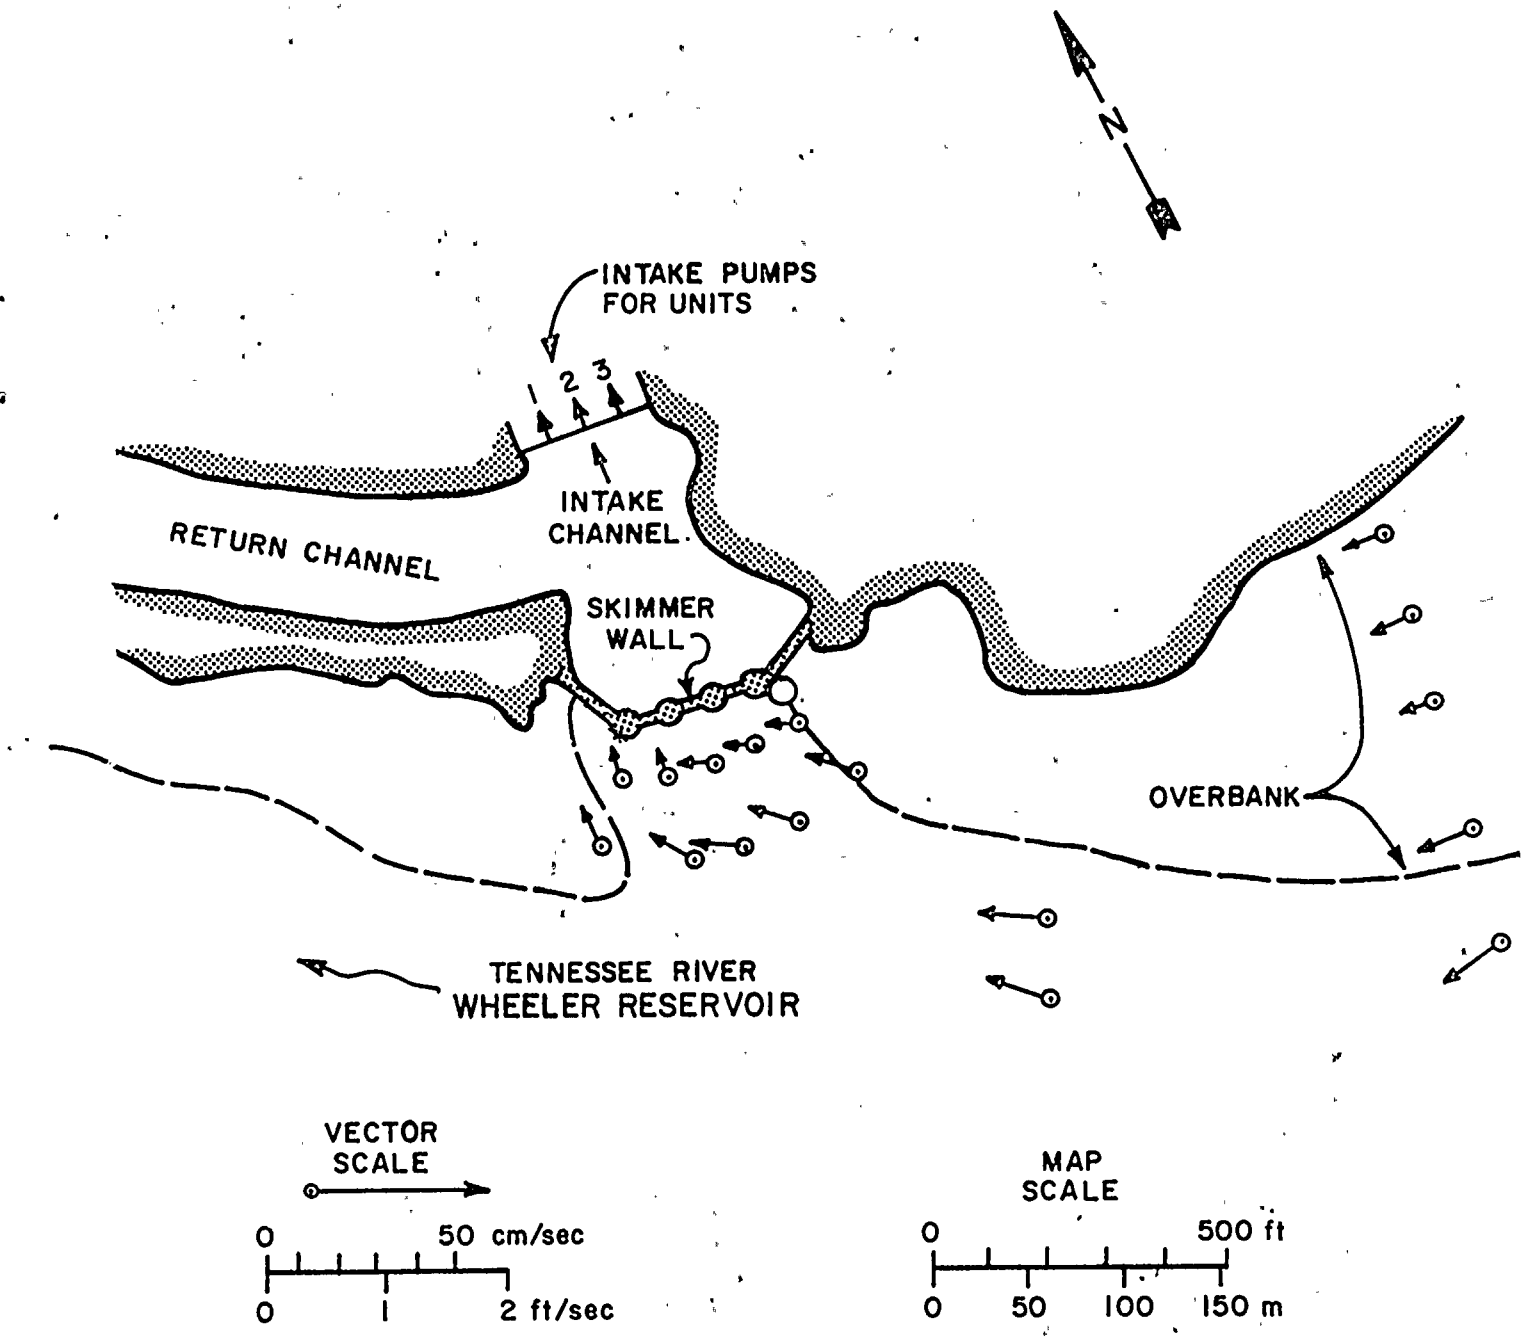 N
INTAKE PUMPS
FOR UNITS
1 2 3
INTAKE
CHANNEL
RETURN CHANNEL
SKIMMER
WALL
OVERBANK
TENNESSEE RIVER
WHEELER RESERVOIR
VECTOR
SCALE
0 50 cm/sec
0 1 2 ft/sec
MAP
SCALE
0 500 ft
0 50 100 150 m